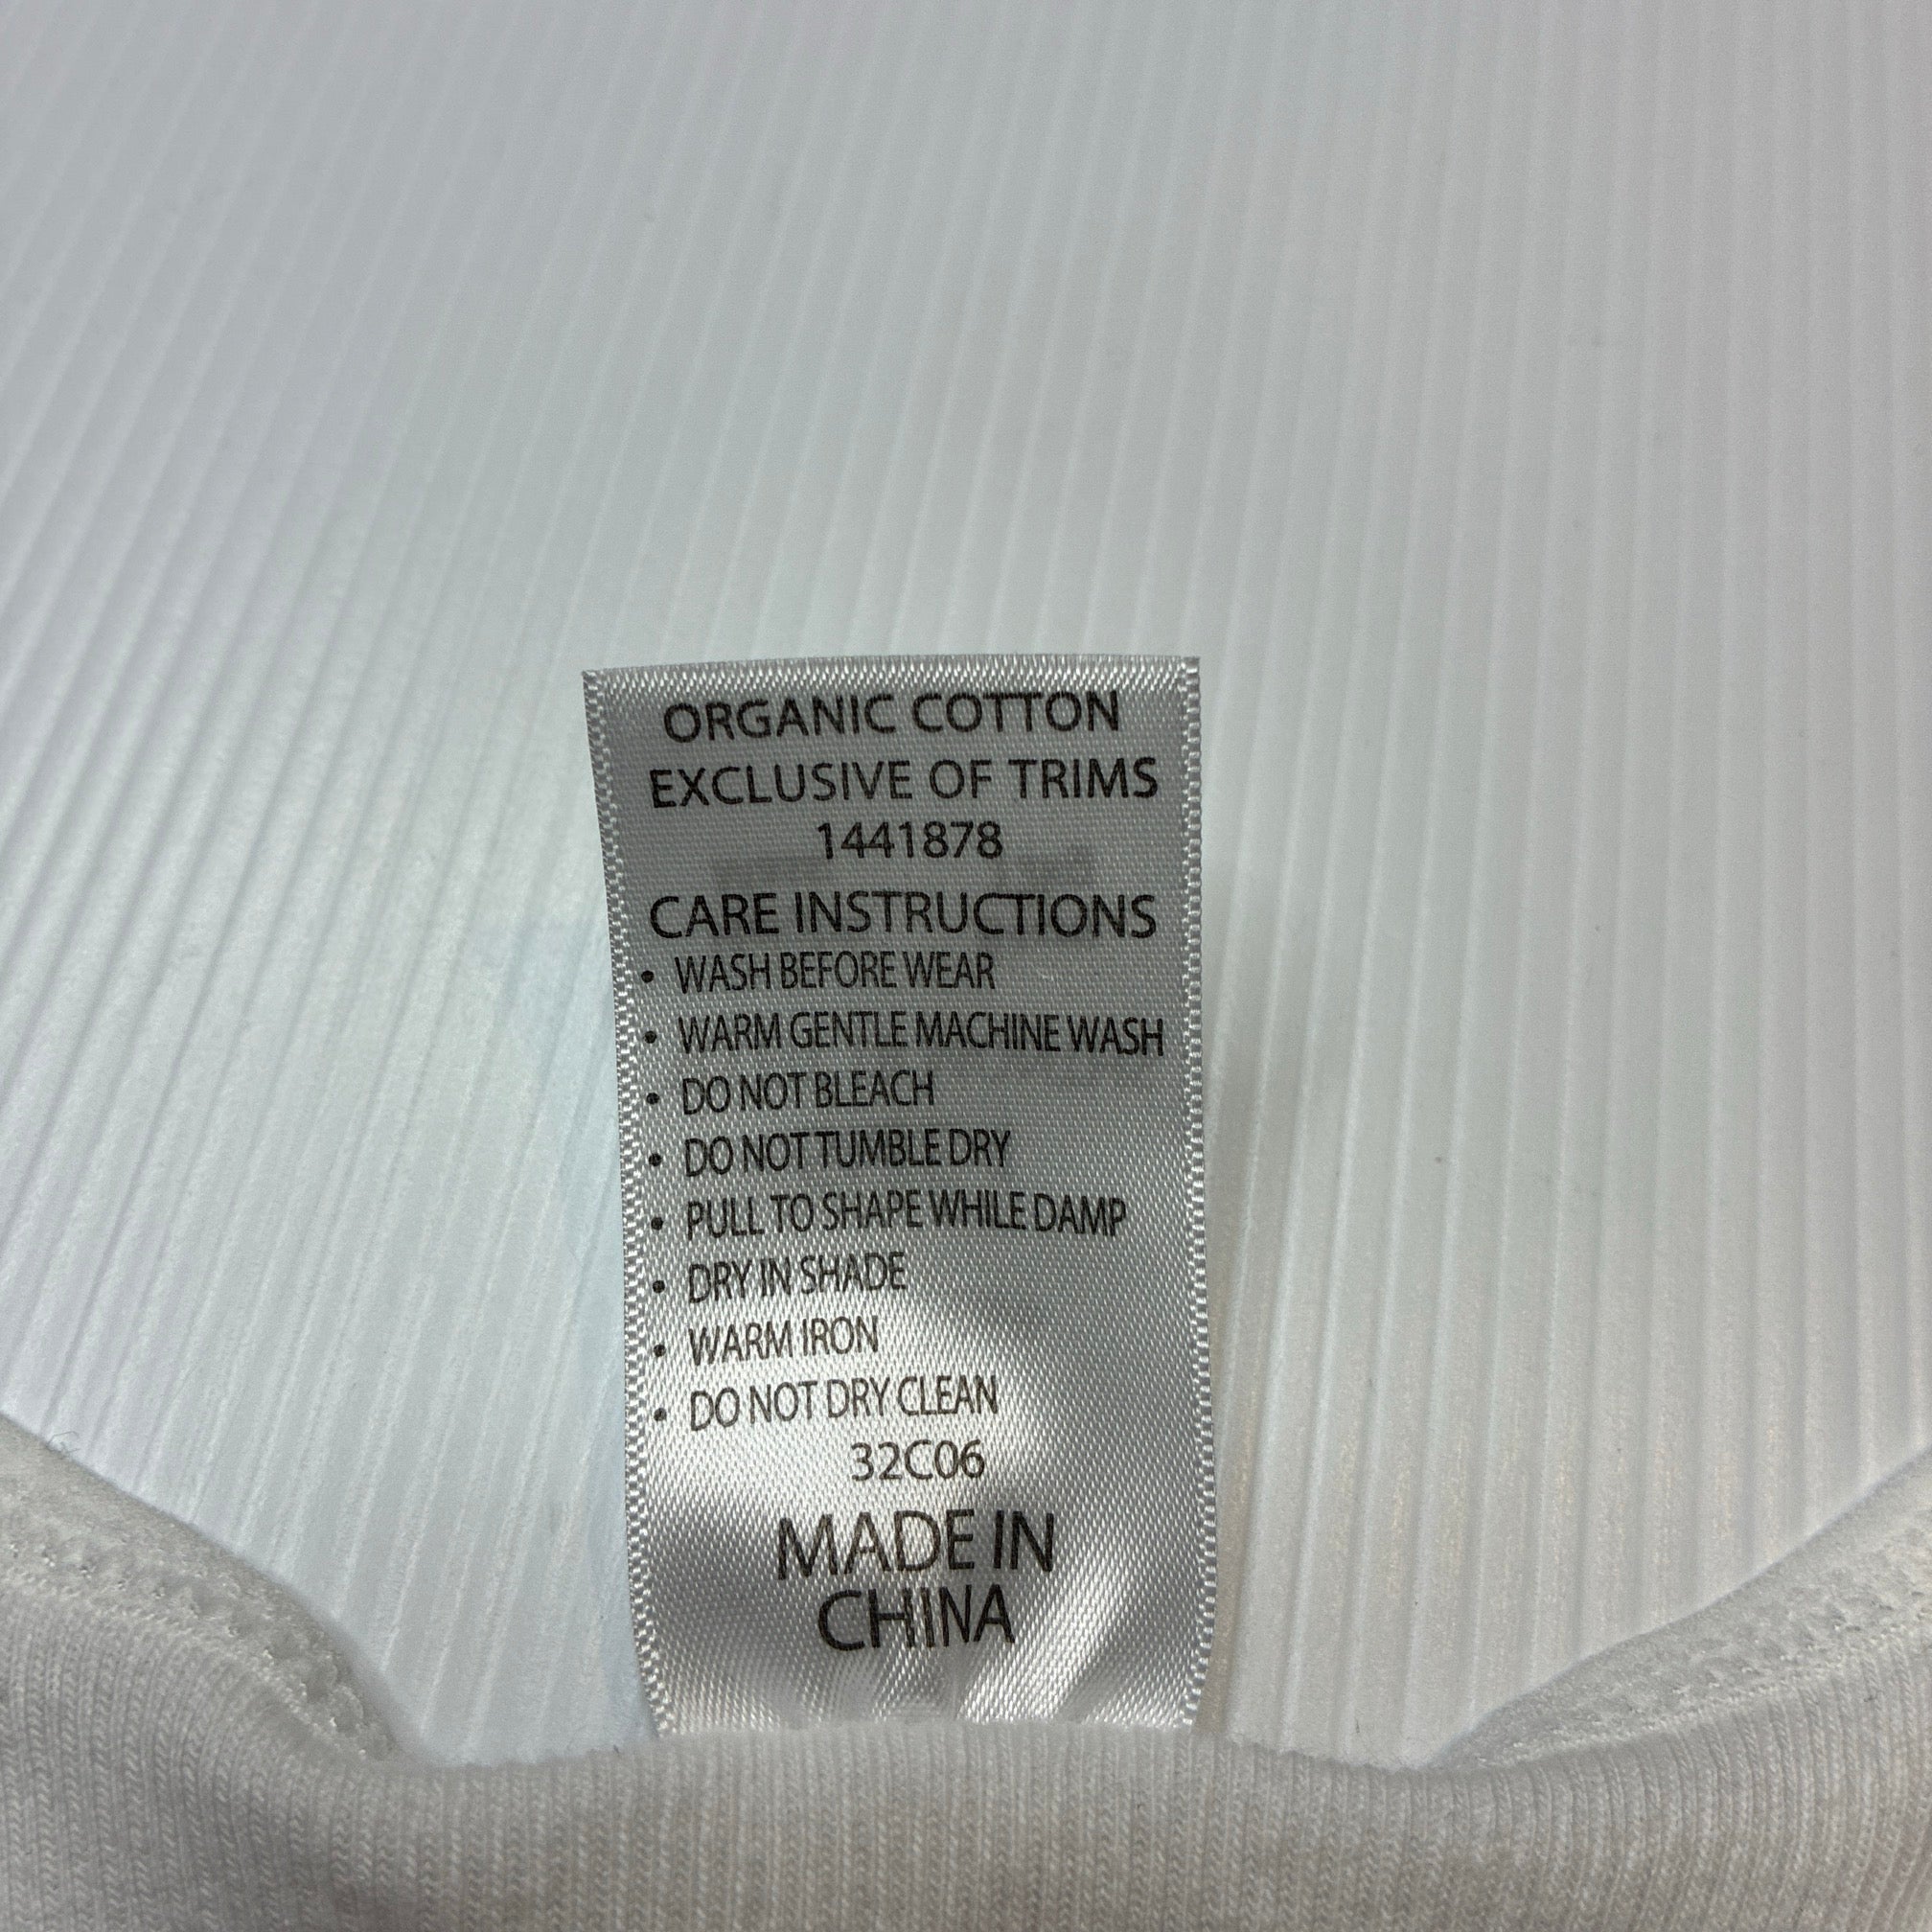 ORGANIC COTTON
EXCLUSIVE OF TRIMS
1441878
CARE INSTRUCTIONS
• WASH BEFORE WEAR
• WARM GENTLE MACHINE WASH
• DO NOT BLEACH
• DO NOT TUMBLE DRY
• PULL TO SHAPE WHILE DAMP
• DRY IN SHADE
• WARM IRON
• DO NOT DRY CLEAN
32C06
MADE IN
CHINA